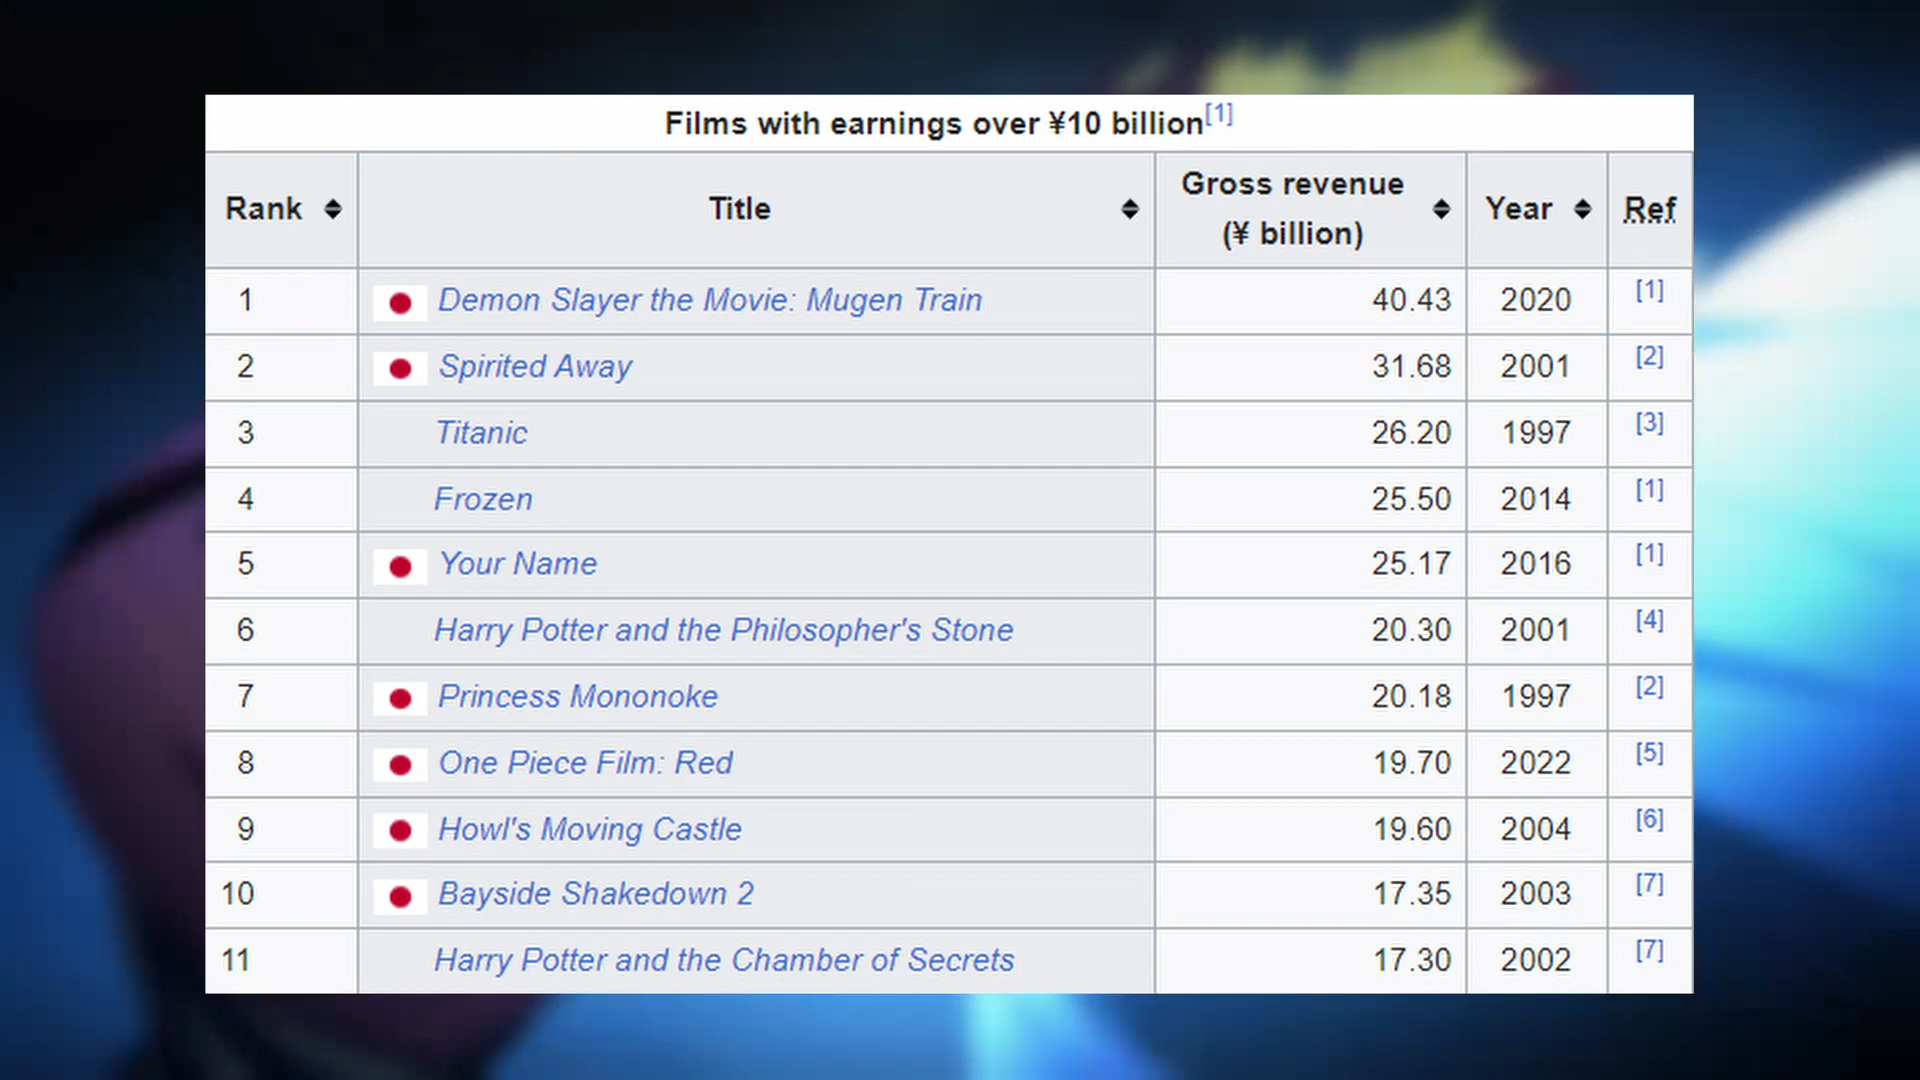 Films with earnings over ¥10 billion[1]
Rank Title Gross revenue (¥ billion) Year Ref
1 Demon Slayer the Movie: Mugen Train 40.43 2020 [1]
2 Spirited Away 31.68 2001 [2]
3 Titanic 26.20 1997 [3]
4 Frozen 25.50 2014 [1]
5 Your Name 25.17 2016 [1]
6 Harry Potter and the Philosopher's Stone 20.30 2001 [4]
7 Princess Mononoke 20.18 1997 [2]
8 One Piece Film: Red 19.70 2022 [5]
9 Howl's Moving Castle 19.60 2004 [6]
10 Bayside Shakedown 2 17.35 2003 [7]
11 Harry Potter and the Chamber of Secrets 17.30 2002 [7]